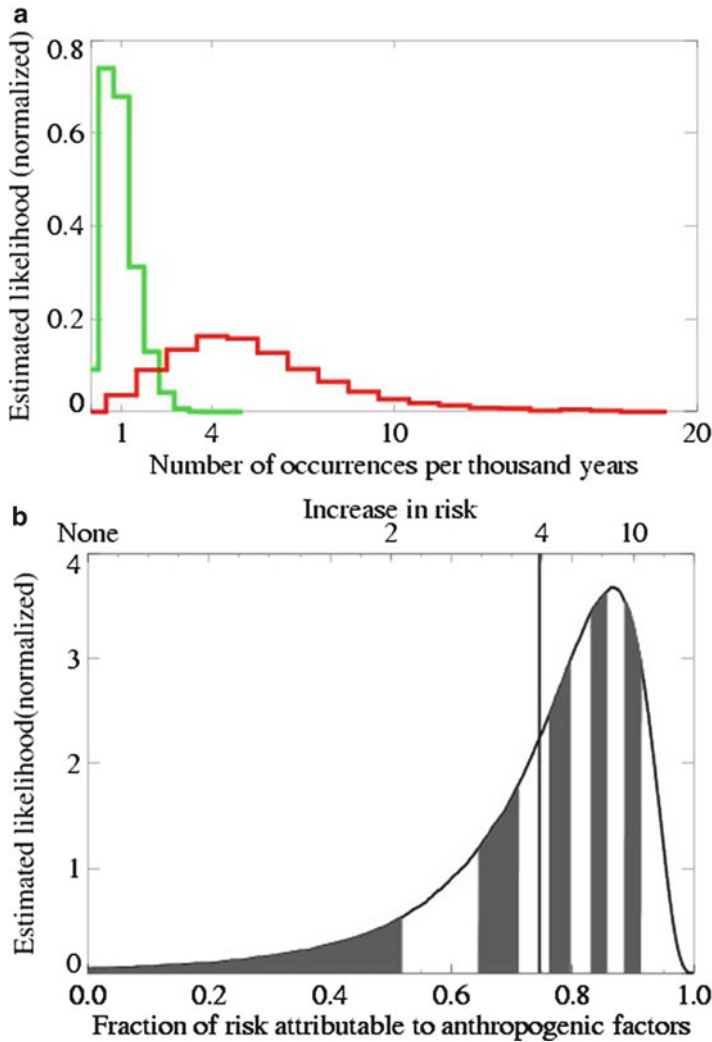 a
Estimated likelihood (normalized)
0.8
0.6
0.4
0.2
0
1 4 10 20
Number of occurrences per thousand years
b
Increase in risk
None 2 4 10
Estimated likelihood(normalized)
4
3
2
1
0
0.0 0.2 0.4 0.6 0.8 1.0
Fraction of risk attributable to anthropogenic factors